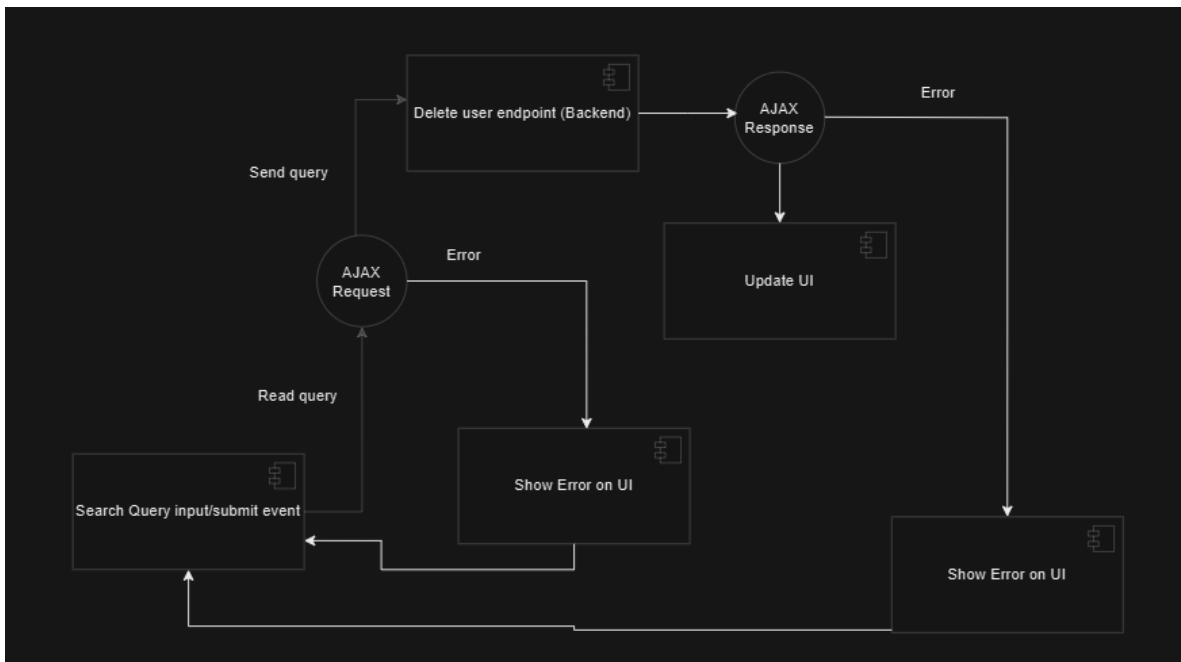 Error
Delete user endpoint (Backend)
AJAX
Response
Send query
Error
AJAX
Request
Update UI
Read query
Show Error on UI
Search Query input/submit event
Show Error on UI